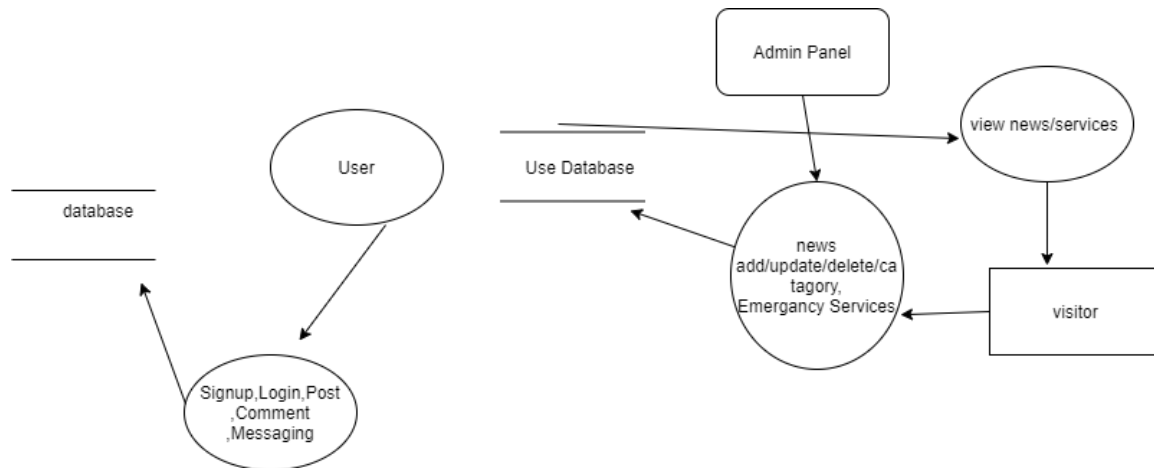 Admin Panel
view news/services
User
Use Database
database
news
add/update/delete/ca
tagory,
Emergancy Services
visitor
Signup,Login,Post
,Comment
,Messaging